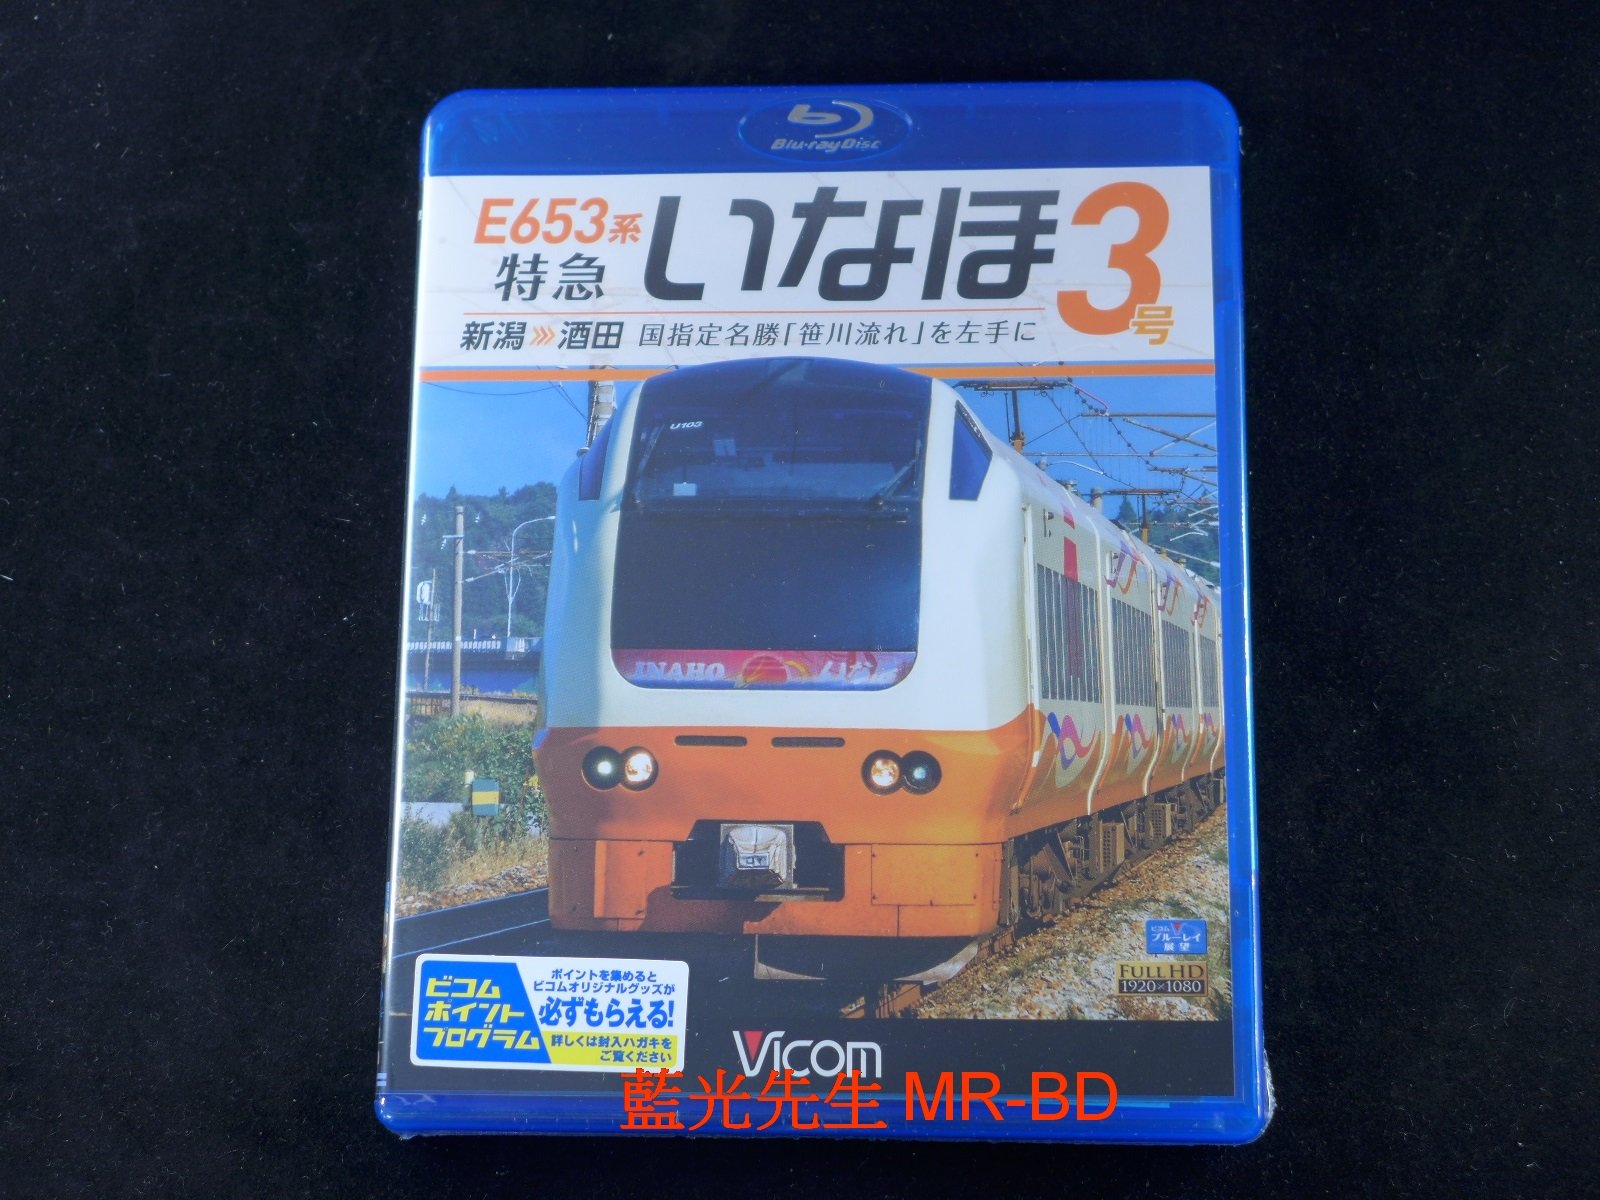 Blu-ray Disc
E653系
特急
いなほ3号
新潟 酒田 国指定名勝「笹川流れ」を左手に
U103
INAHO いなほ
ビコム
ブルーレイ
展望
FULL HD
1920×1080
ビコム
ポイント
プログラム
ポイントを集めると
ビコムオリジナルグッズが
必ずもらえる!
詳しくは封入ハガキを
ご覧ください
Vicom
藍光先生 MR-BD